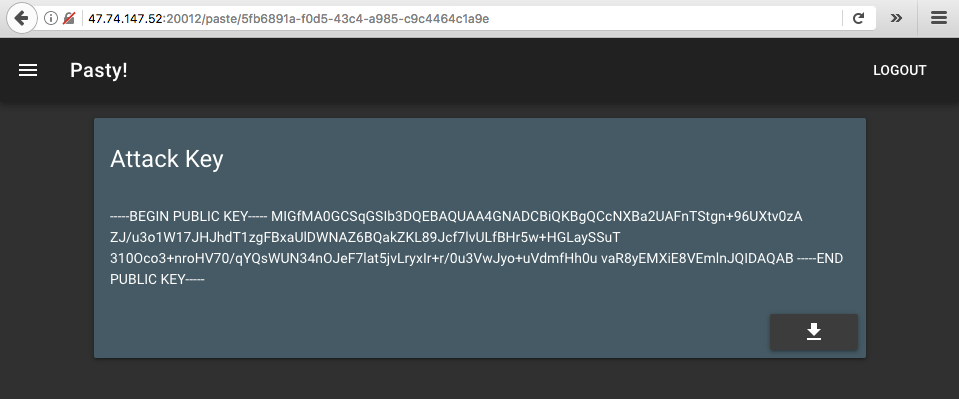 47.74.147.52:20012/paste/5fb6891a-f0d5-43c4-a985-c9c4464c1a9e
Pasty!
LOGOUT
Attack Key
-----BEGIN PUBLIC KEY----- MIGfMA0GCSqGSIb3DQEBAQUAA4GNADCBiQKBgQCcNXBa2UAFnTStgn+96UXtv0zA
ZJ/u3o1W17JHJhdT1zgFBxaUlDWNAZ6BQakZKL89Jcf7lvULfBHr5w+HGLaySSuT
310Oco3+nroHV70/qYQsWUN34nOJeF7lat5jvLryxIr+r/0u3VwJyo+uVdmfHh0u vaR8yEMXiE8VEmlnJQIDAQAB -----END
PUBLIC KEY-----